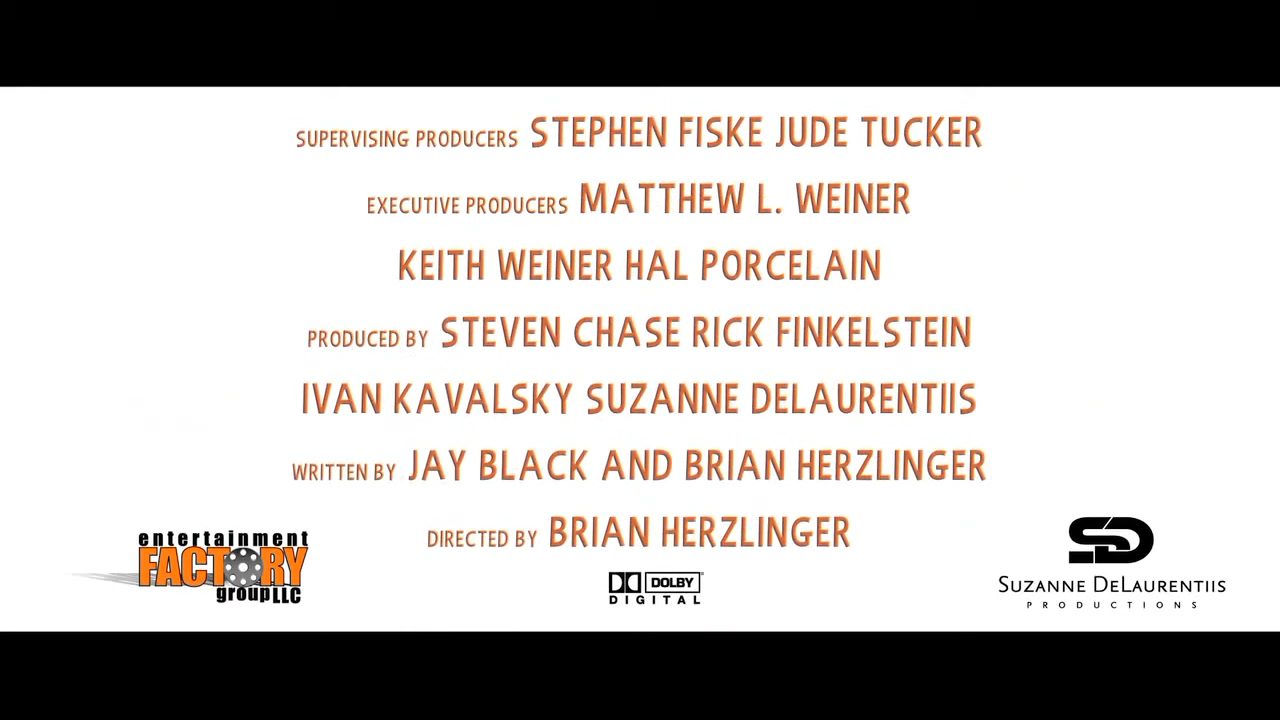 SUPERVISING PRODUCERS STEPHEN FISKE JUDE TUCKER
EXECUTIVE PRODUCERS MATTHEW L. WEINER
KEITH WEINER HAL PORCELAIN
PRODUCED BY STEVEN CHASE RICK FINKELSTEIN
IVAN KAVALSKY SUZANNE DELAURENTIIS
WRITTEN BY JAY BLACK AND BRIAN HERZLINGER
DIRECTED BY BRIAN HERZLINGER
entertainment
FACTORY
group LLC
DOLBY
DIGITAL
SD
SUZANNE DELAURENTIIS
PRODUCTIONS